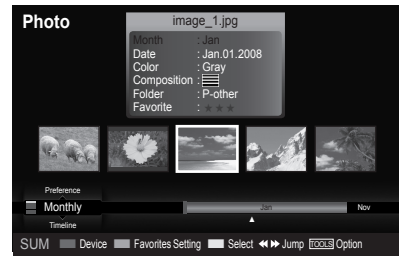 Photo
image_1.jpg
Month : Jan
Date : Jan.01.2008
Color : Gray
Composition :
Folder : P-other
Favorite : ★★★
Preference
Monthly
Jan
Nov
Timeline
SUM Device Favorites Setting Select ◄◄ ►► Jump TOOLS Option